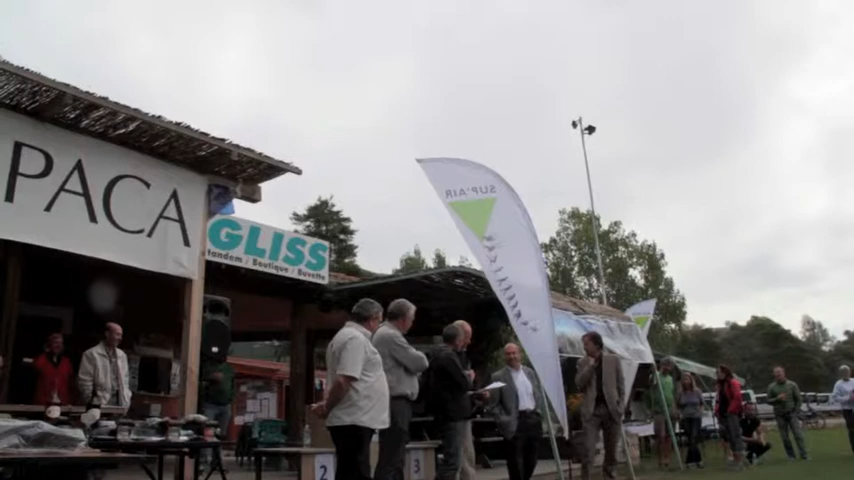 PACA
GLISS
tandem / Boutique / Buvette
SUP'AIR
2
3